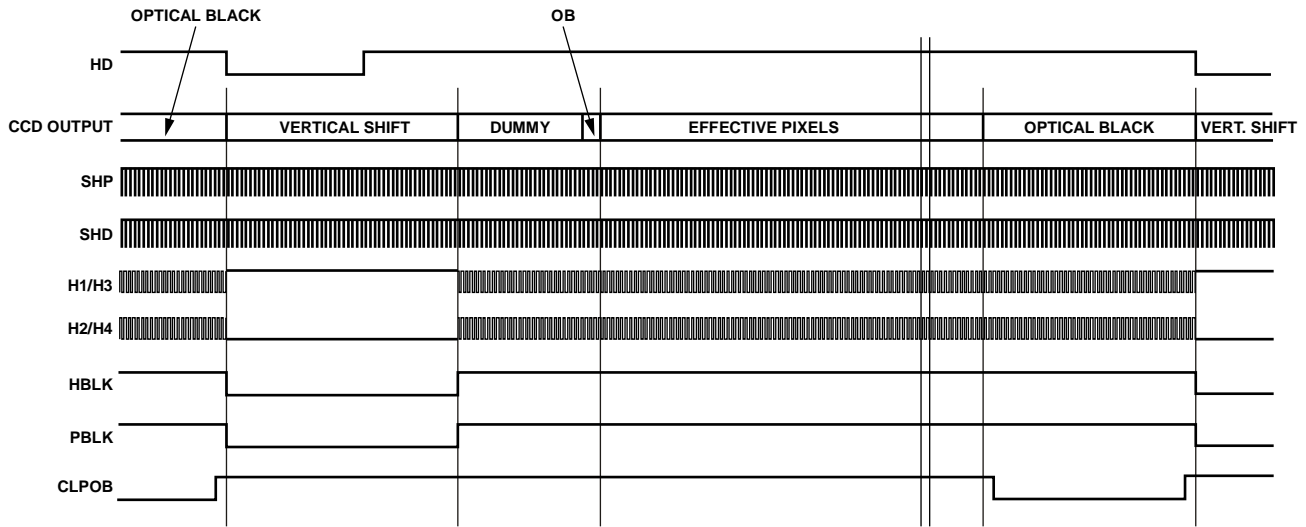 OPTICAL BLACK OB
HD
CCD OUTPUT VERTICAL SHIFT DUMMY EFFECTIVE PIXELS OPTICAL BLACK VERT. SHIFT
SHP
SHD
H1/H3
H2/H4
HBLK
PBLK
CLPOB